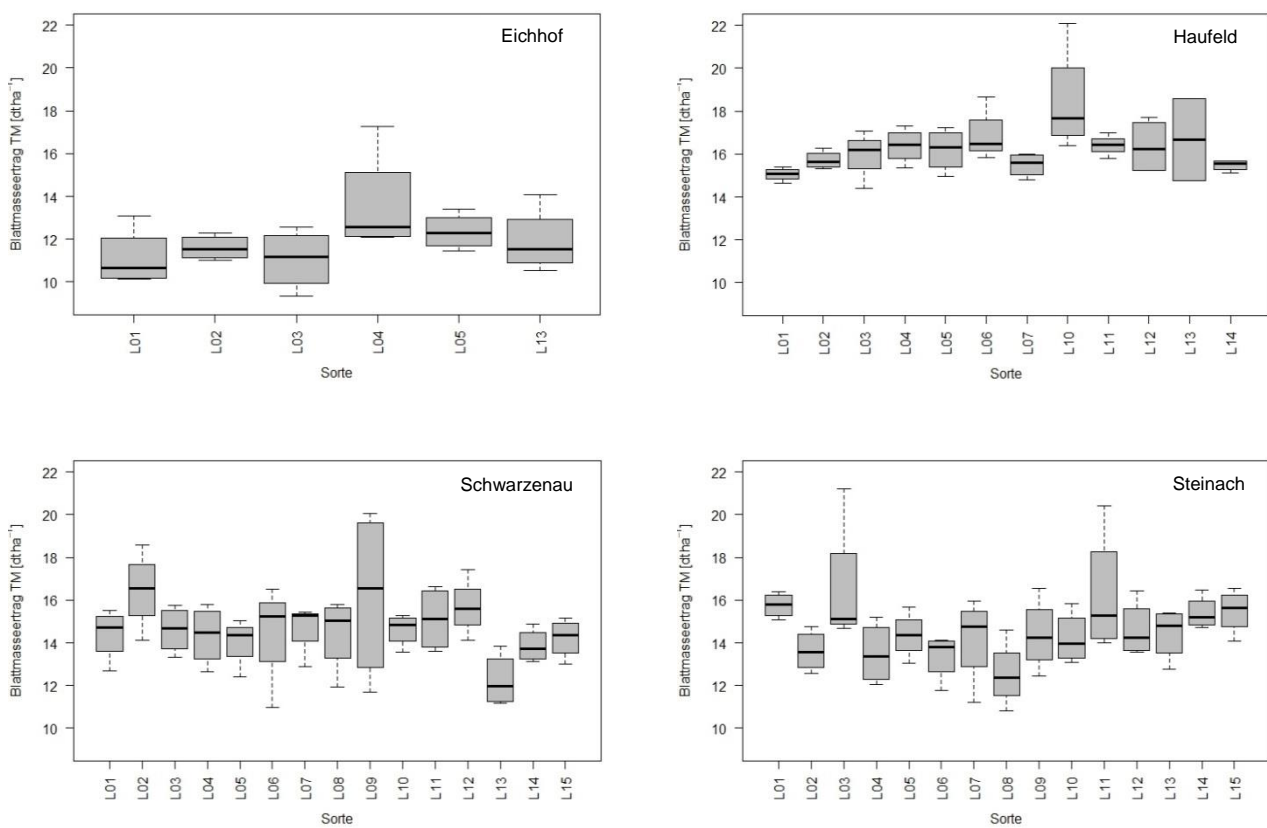 Eichhof
Blattmasseertrag TM [dtha⁻¹]
22
20
18
16
14
12
10
L01 L02 L03 L04 L05 L13
Sorte
Haufeld
Blattmasseertrag TM [dtha⁻¹]
22
20
18
16
14
12
10
L01 L02 L03 L04 L05 L06 L07 L10 L11 L12 L13 L14
Sorte
Schwarzenau
Blattmasseertrag TM [dtha⁻¹]
22
20
18
16
14
12
10
L01 L02 L03 L04 L05 L06 L07 L08 L09 L10 L11 L12 L13 L14 L15
Sorte
Steinach
Blattmasseertrag TM [dtha⁻¹]
22
20
18
16
14
12
10
L01 L02 L03 L04 L05 L06 L07 L08 L09 L10 L11 L12 L13 L14 L15
Sorte